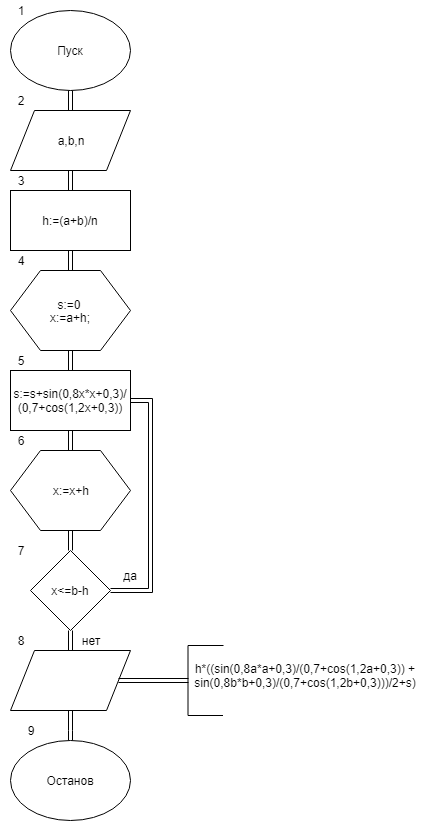 1
Пуск
2
a,b,n
3
h:=(a+b)/n
4
s:=0
x:=a+h;
5
s:=s+sin(0,8x*x+0,3)/
(0,7+cos(1,2x+0,3))
6
x:=x+h
7
x<=b-h
да
8
нет
h*((sin(0,8a*a+0,3)/(0,7+cos(1,2a+0,3)) +
sin(0,8b*b+0,3)/(0,7+cos(1,2b+0,3)))/2+s)
9
Останов